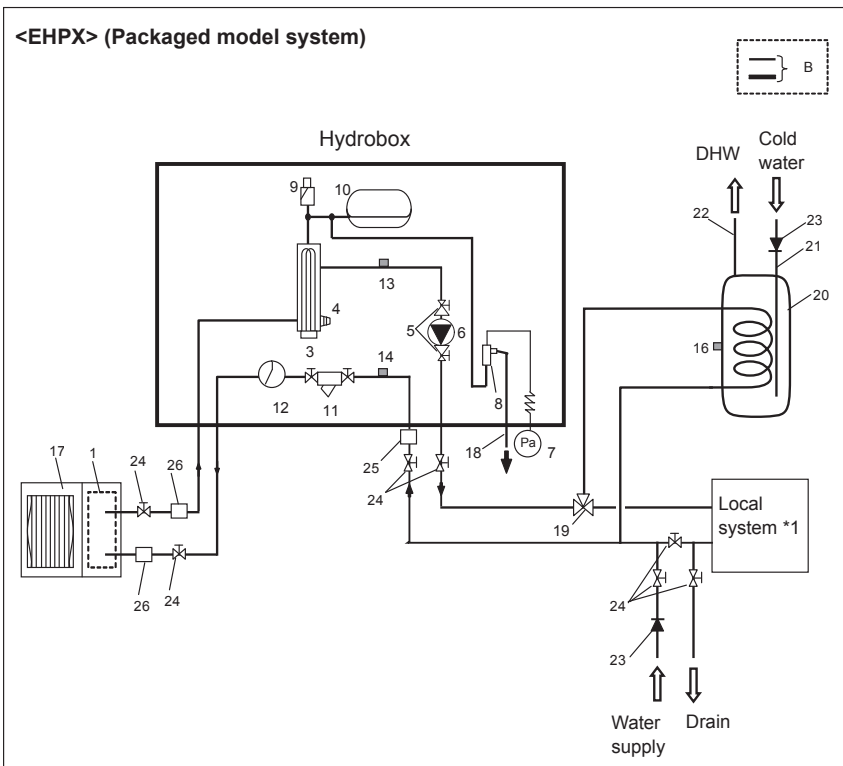 <EHPX> (Packaged model system)
B
Hydrobox
DHW
Cold
water
9
10
22
23
21
13
20
4
5
6
16
3
14
8
12
11
25
18
Pa
7
17
1
24
26
24
19
Local
system *1
26
24
24
23
Water
supply
Drain